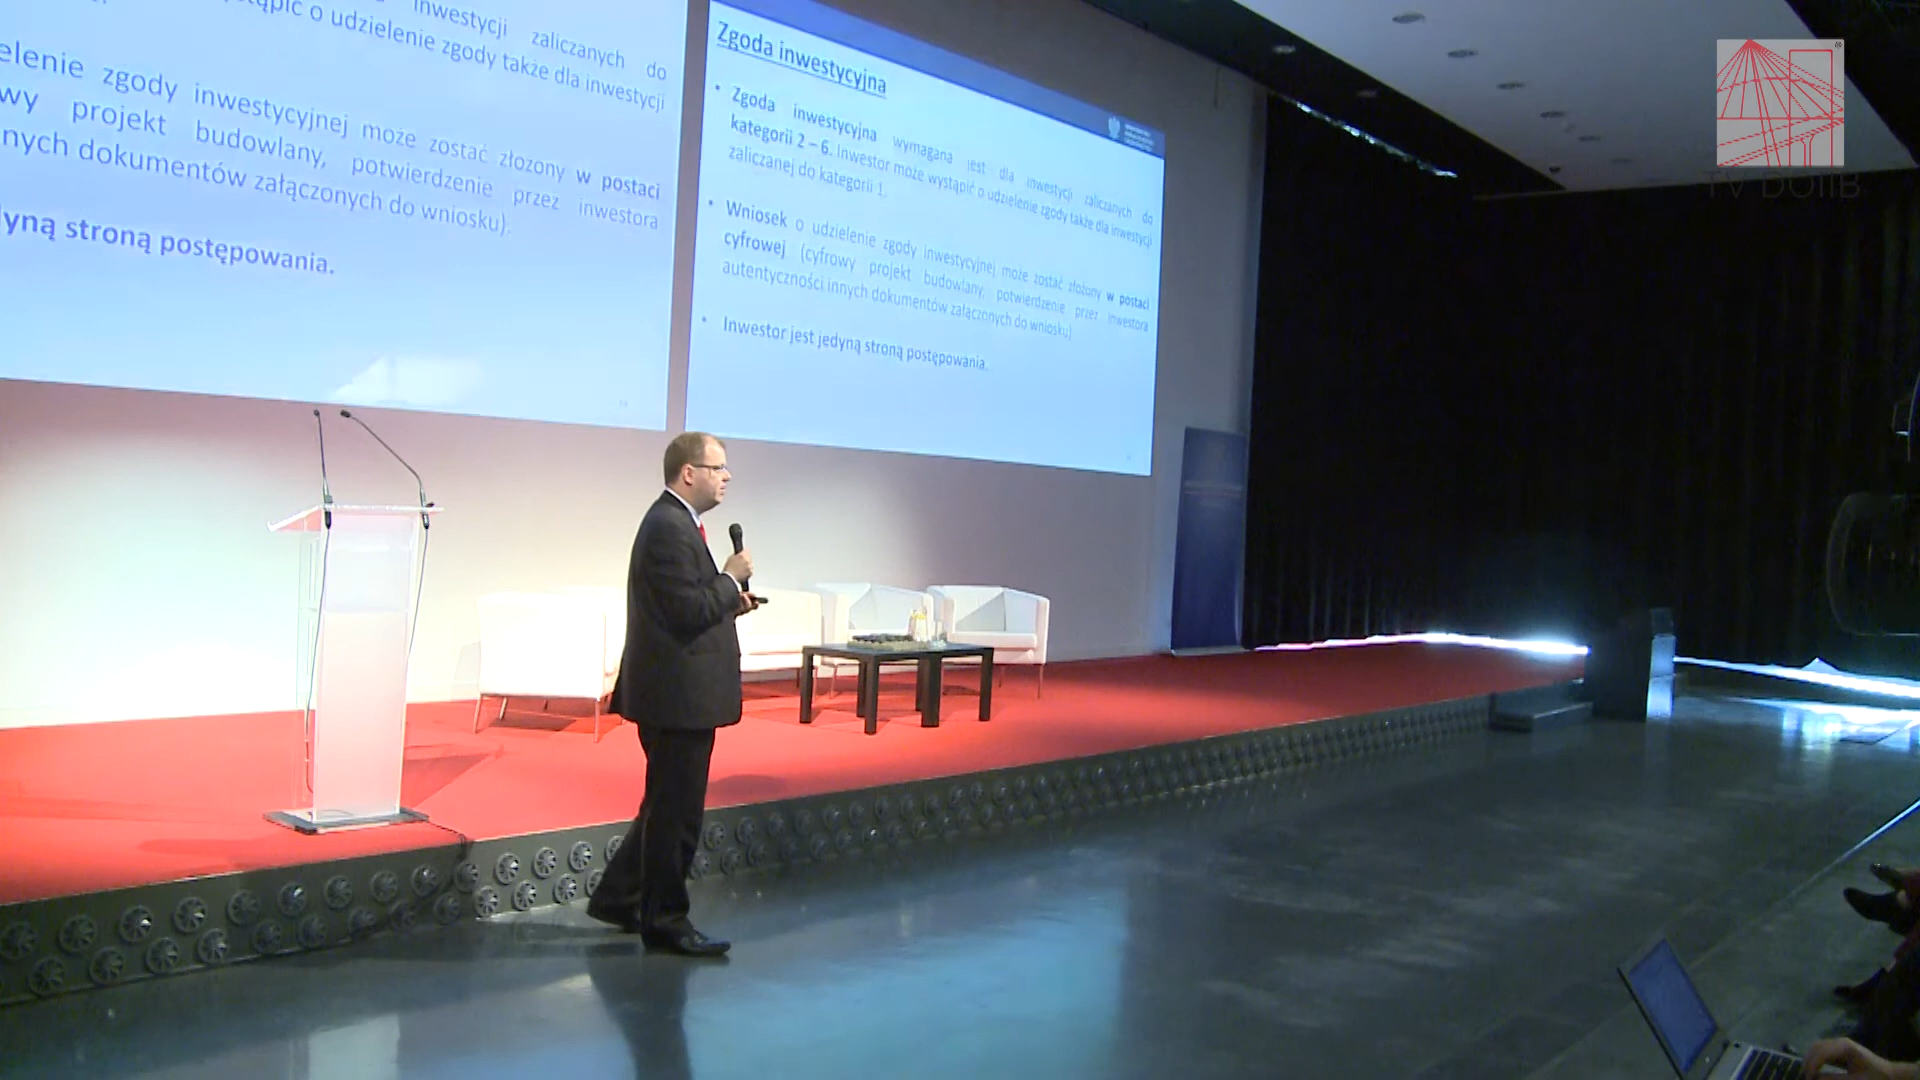 inwestycji zaliczanych do
wystąpić o udzielenie zgody także dla inwestycji
elenie zgody inwestycyjnej może zostać złożony w postaci
wy projekt budowlany, potwierdzenie przez inwestora
nnych dokumentów załączonych do wniosku).
dyną stroną postępowania.
Zgoda inwestycyjna
• Zgoda inwestycyjna wymagana jest dla inwestycji zaliczanych do
kategorii 2 – 6. Inwestor może wystąpić o udzielenie zgody także dla inwestycji
zaliczanej do kategorii 1.
• Wniosek o udzielenie zgody inwestycyjnej może zostać złożony w postaci
cyfrowej (cyfrowy projekt budowlany, potwierdzenie przez inwestora
autentyczności innych dokumentów załączonych do wniosku)
• Inwestor jest jedyną stroną postępowania.
TV DOIIB